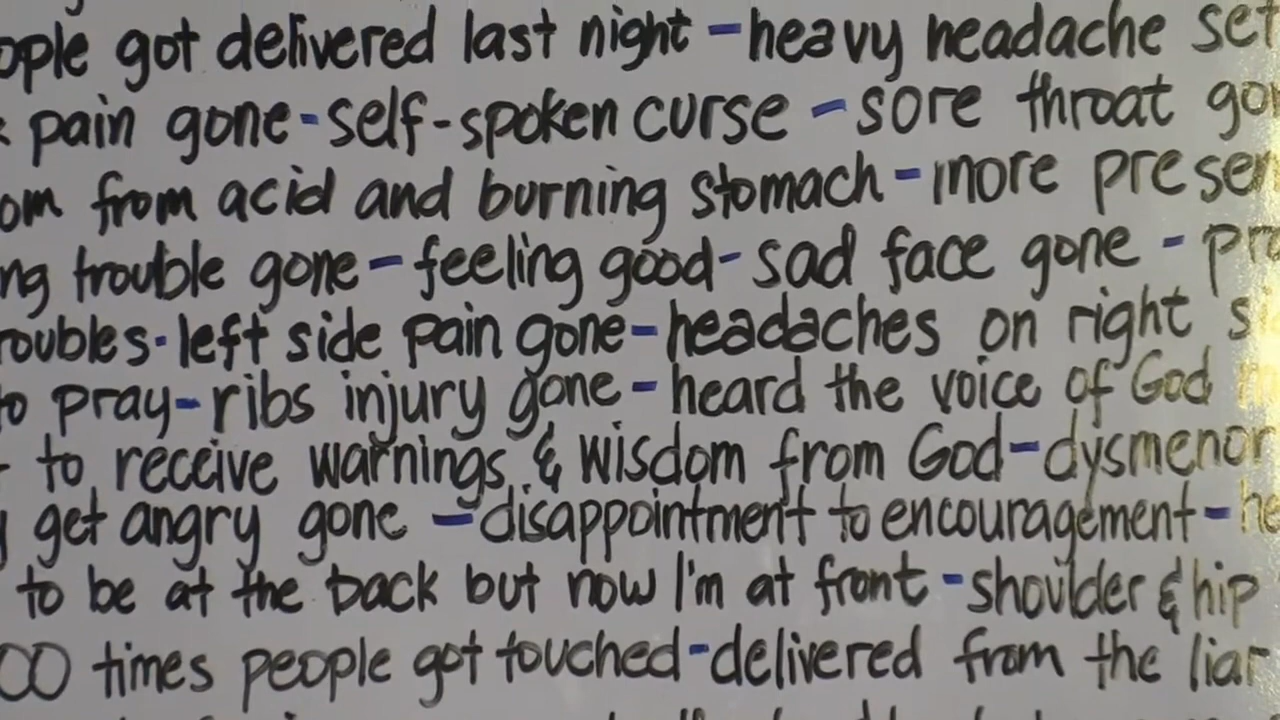 ople got delivered last night - heavy headache set
pain gone - self-spoken curse - sore throat go
om from acid and burning stomach - more presen
ng trouble gone - feeling good - sad face gone - pr
roubles - left side pain gone - headaches on right si
to pray - ribs injury gone - heard the voice of God
to receive warnings & wisdom from God - dysmenor
get angry gone - disappointment to encouragement - he
to be at the back but now I'm at front - shoulder & hip
00 times people got touched - delivered from the liar